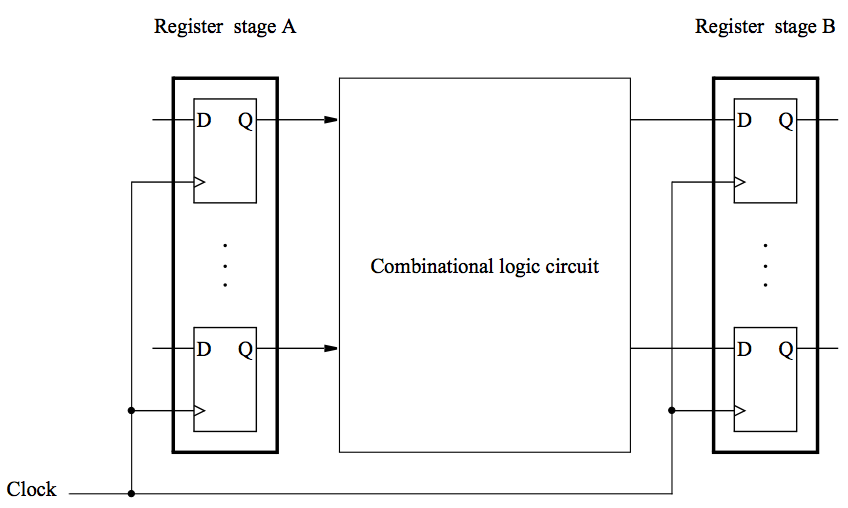 Register stage A
Register stage B
D Q
D Q
Combinational logic circuit
D Q
D Q
Clock